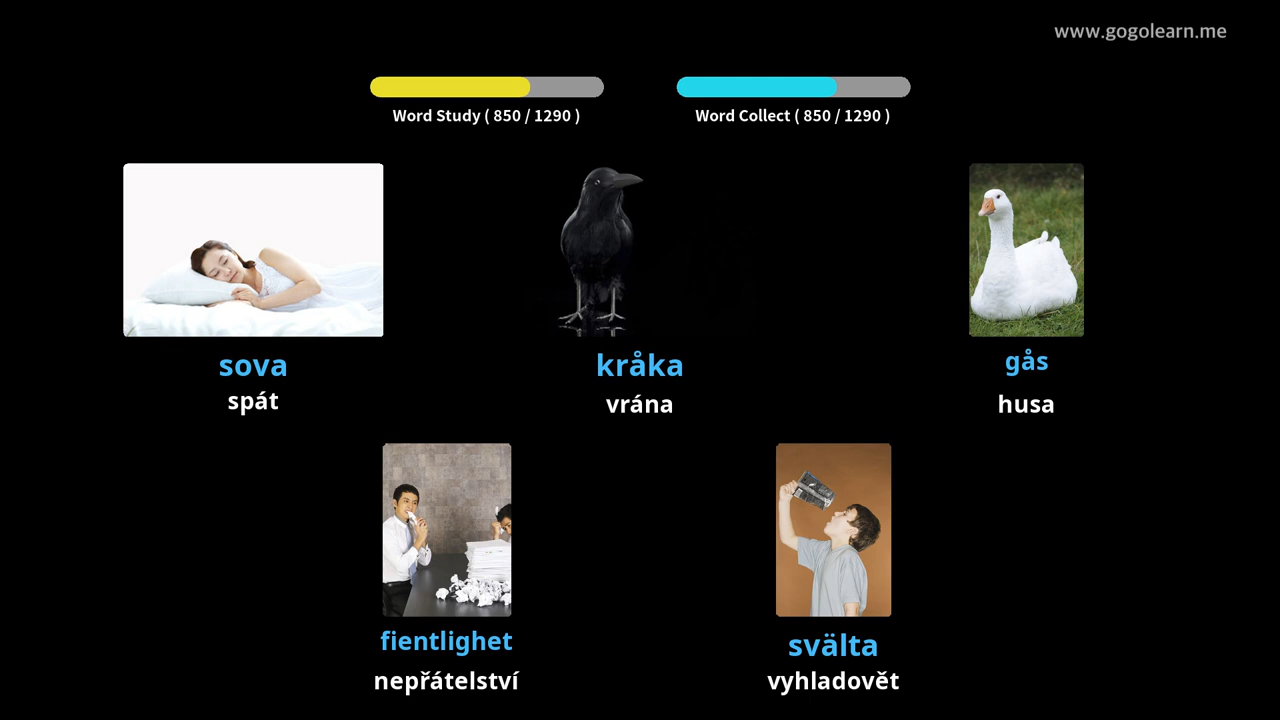 www.gogolearn.me
Word Study ( 850 / 1290 )
Word Collect ( 850 / 1290 )
sova
spát
kråka
vrána
gås
husa
fientlighet
nepřátelství
svälta
vyhladovět